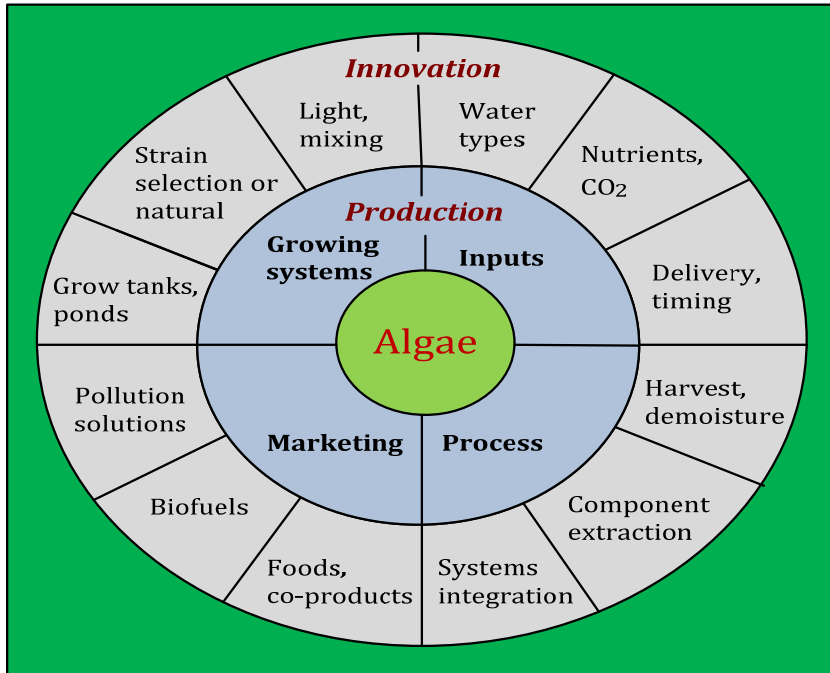 Innovation
Light,
mixing
Water
types
Strain
selection or
natural
Nutrients,
CO2
Production
Growing
systems
Inputs
Grow tanks,
ponds
Delivery,
timing
Algae
Pollution
solutions
Harvest,
demoisture
Marketing
Process
Biofuels
Component
extraction
Foods,
co-products
Systems
integration